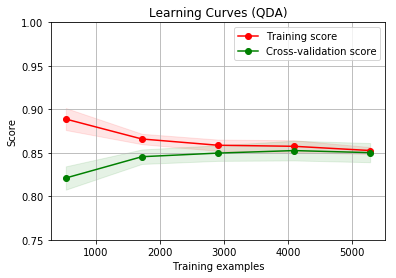 Learning Curves (QDA)
Training score
Cross-validation score
Score
1.00
0.95
0.90
0.85
0.80
0.75
1000 2000 3000 4000 5000
Training examples